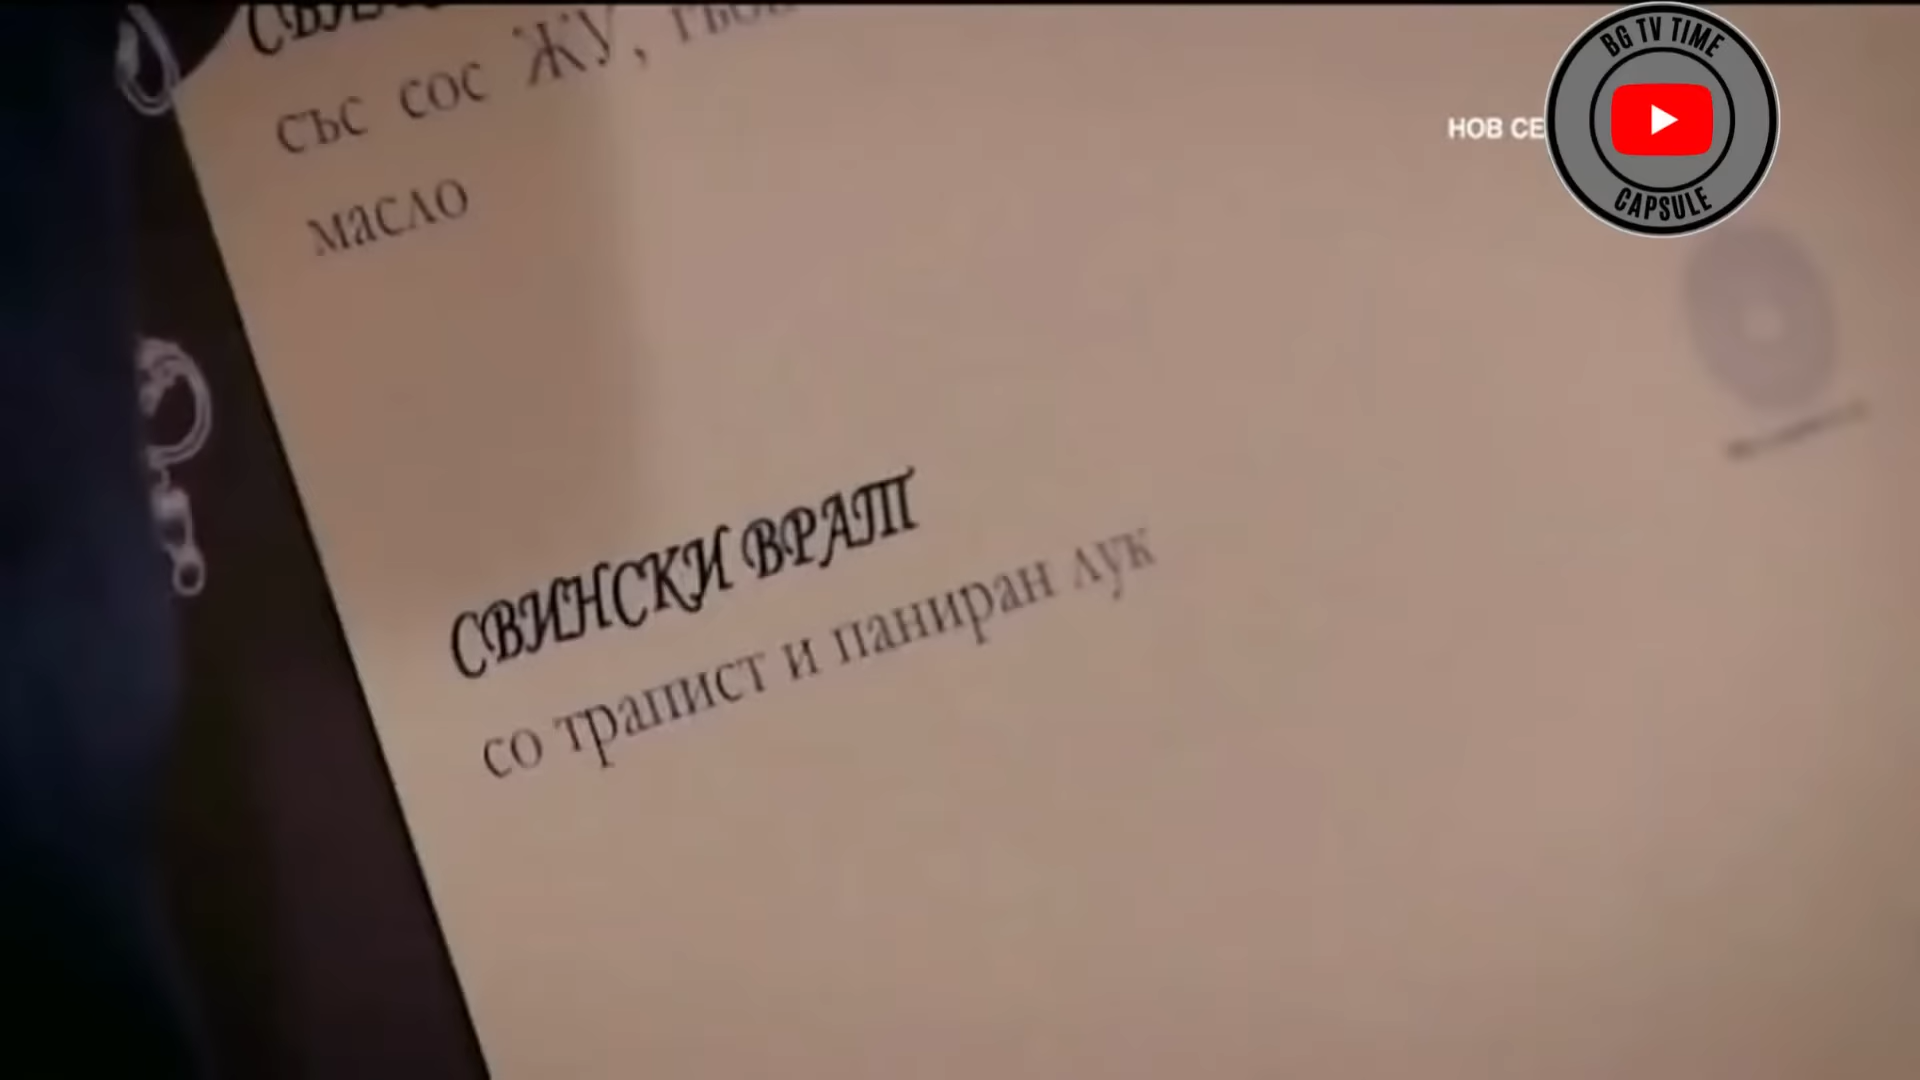 със сос ЖУ,
масло
СВИНСКИ ВРАТ
со трапист и паниран лук
НОВ СЕ
BG TV TIME
CAPSULE